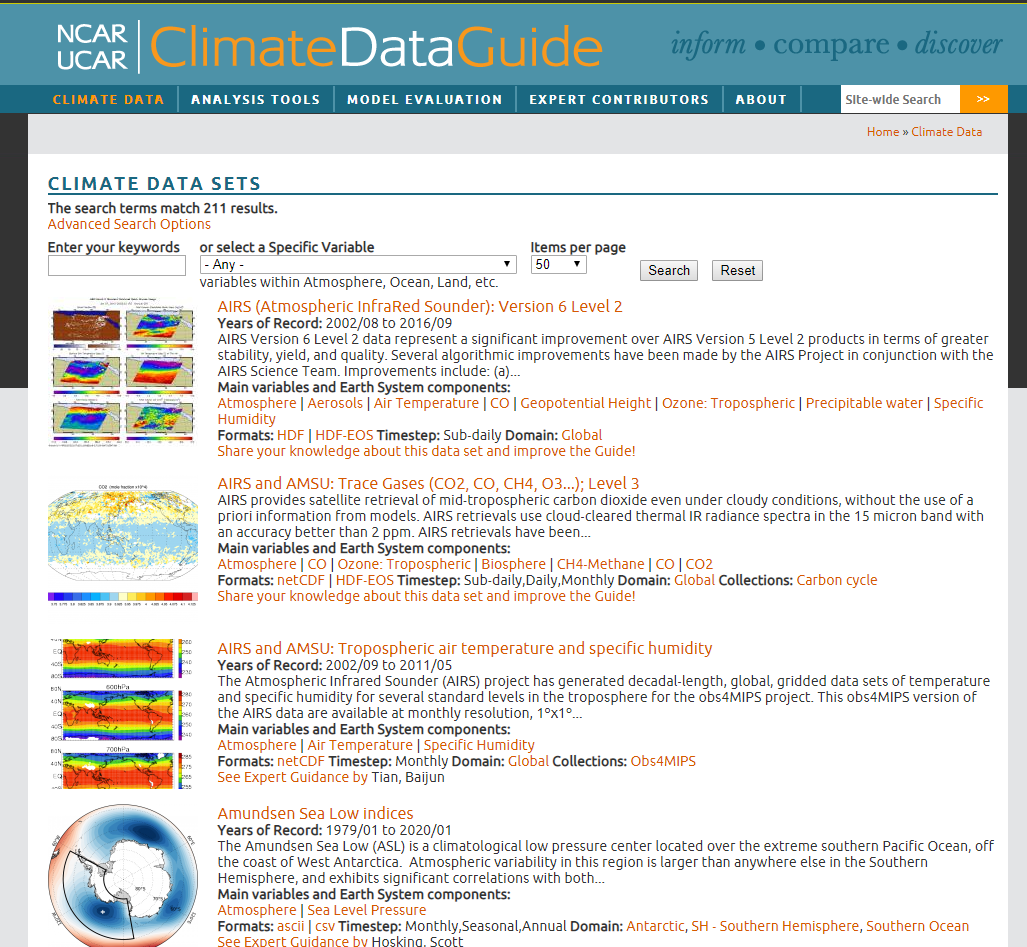 NCAR
UCAR
ClimateDataGuide
inform • compare • discover
CLIMATE DATA
ANALYSIS TOOLS
MODEL EVALUATION
EXPERT CONTRIBUTORS
ABOUT
Site-wide Search
>>
Home » Climate Data
CLIMATE DATA SETS
The search terms match 211 results.
Advanced Search Options
Enter your keywords
or select a Specific Variable
Items per page
- Any -
50
Search
Reset
variables within Atmosphere, Ocean, Land, etc.
AIRS (Atmospheric InfraRed Sounder): Version 6 Level 2
Years of Record: 2002/08 to 2016/09
AIRS Version 6 Level 2 data represent a significant improvement over AIRS Version 5 Level 2 products in terms of greater
stability, yield, and quality. Several algorithmic improvements have been made by the AIRS Project in conjunction with the
AIRS Science Team. Improvements include: (a)...
Main variables and Earth System components:
Atmosphere | Aerosols | Air Temperature | CO | Geopotential Height | Ozone: Tropospheric | Precipitable water | Specific
Humidity
Formats: HDF | HDF-EOS Timestep: Sub-daily Domain: Global
Share your knowledge about this data set and improve the Guide!
CO2 (mole fraction x10^4)
AIRS and AMSU: Trace Gases (CO2, CO, CH4, O3...); Level 3
AIRS provides satellite retrieval of mid-tropospheric carbon dioxide even under cloudy conditions, without the use of a
priori information from models. AIRS retrievals use cloud-cleared thermal IR radiance spectra in the 15 micron band with
an accuracy better than 2 ppm. AIRS retrievals have been...
Main variables and Earth System components:
Atmosphere | CO | Ozone: Tropospheric | Biosphere | CH4-Methane | CO | CO2
Formats: netCDF | HDF-EOS Timestep: Sub-daily,Daily,Monthly Domain: Global Collections: Carbon cycle
Share your knowledge about this data set and improve the Guide!
600hPa
700hPa
AIRS and AMSU: Tropospheric air temperature and specific humidity
Years of Record: 2002/09 to 2011/05
The Atmospheric Infrared Sounder (AIRS) project has generated decadal-length, global, gridded data sets of temperature
and specific humidity for several standard levels in the troposphere for the obs4MIPS project. This obs4MIPS version of
the AIRS data are available at monthly resolution, 1ºx1º...
Main variables and Earth System components:
Atmosphere | Air Temperature | Specific Humidity
Formats: netCDF Timestep: Monthly Domain: Global Collections: Obs4MIPS
See Expert Guidance by Tian, Baijun
Amundsen Sea Low indices
Years of Record: 1979/01 to 2020/01
The Amundsen Sea Low (ASL) is a climatological low pressure center located over the extreme southern Pacific Ocean, off
the coast of West Antarctica.  Atmospheric variability in this region is larger than anywhere else in the Southern
Hemisphere, and exhibits significant correlations with both...
Main variables and Earth System components:
Atmosphere | Sea Level Pressure
Formats: ascii | csv Timestep: Monthly,Seasonal,Annual Domain: Antarctic, SH - Southern Hemisphere, Southern Ocean
See Expert Guidance by Hosking, Scott